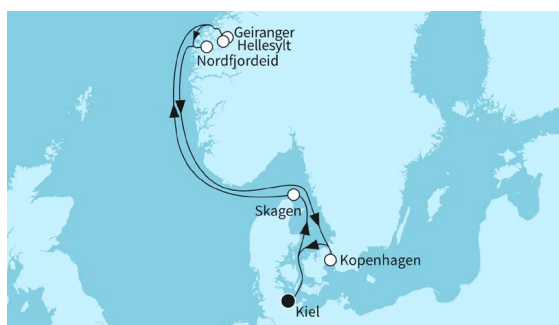 Geiranger
Hellesylt
Nordfjordeid
Skagen
Kopenhagen
Kiel